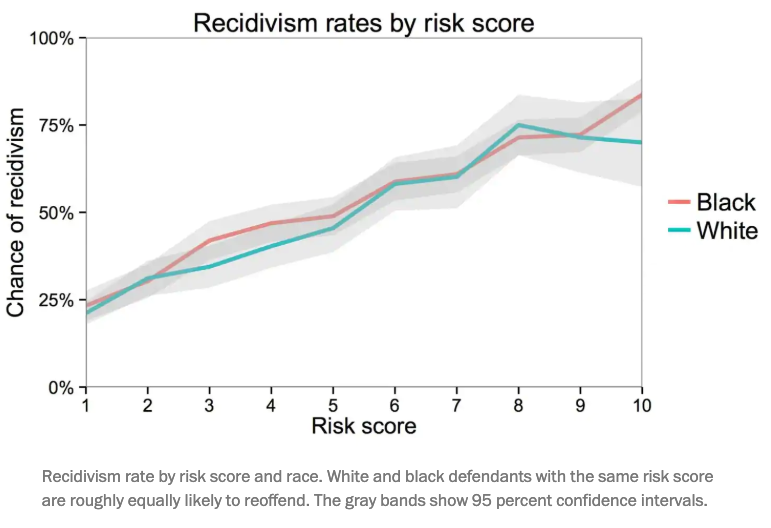 Recidivism rates by risk score
100%
75%
50%
25%
0%
Chance of recidivism
1 2 3 4 5 6 7 8 9 10
Risk score
Black
White
Recidivism rate by risk score and race. White and black defendants with the same risk score
are roughly equally likely to reoffend. The gray bands show 95 percent confidence intervals.